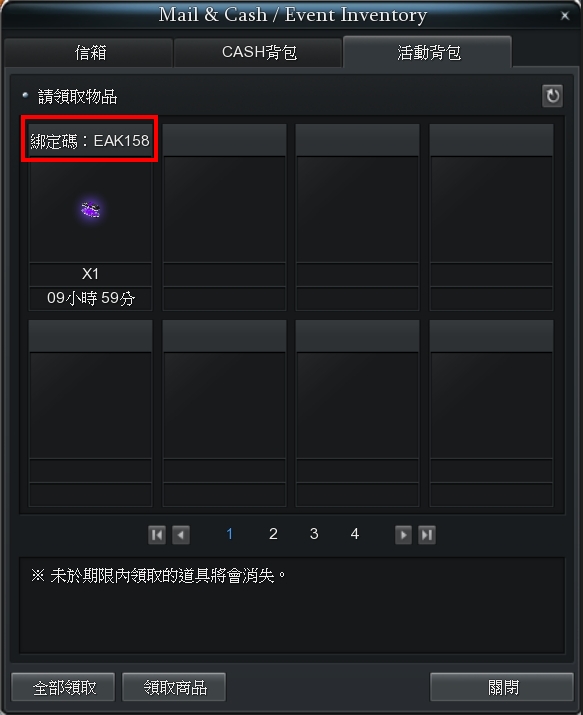 Mail & Cash / Event Inventory
信箱
CASH背包
活動背包
請領取物品
綁定碼：EAK158
X1
09小時 59分
1 2 3 4
※ 未於期限內領取的道具將會消失。
全部領取
領取商品
關閉